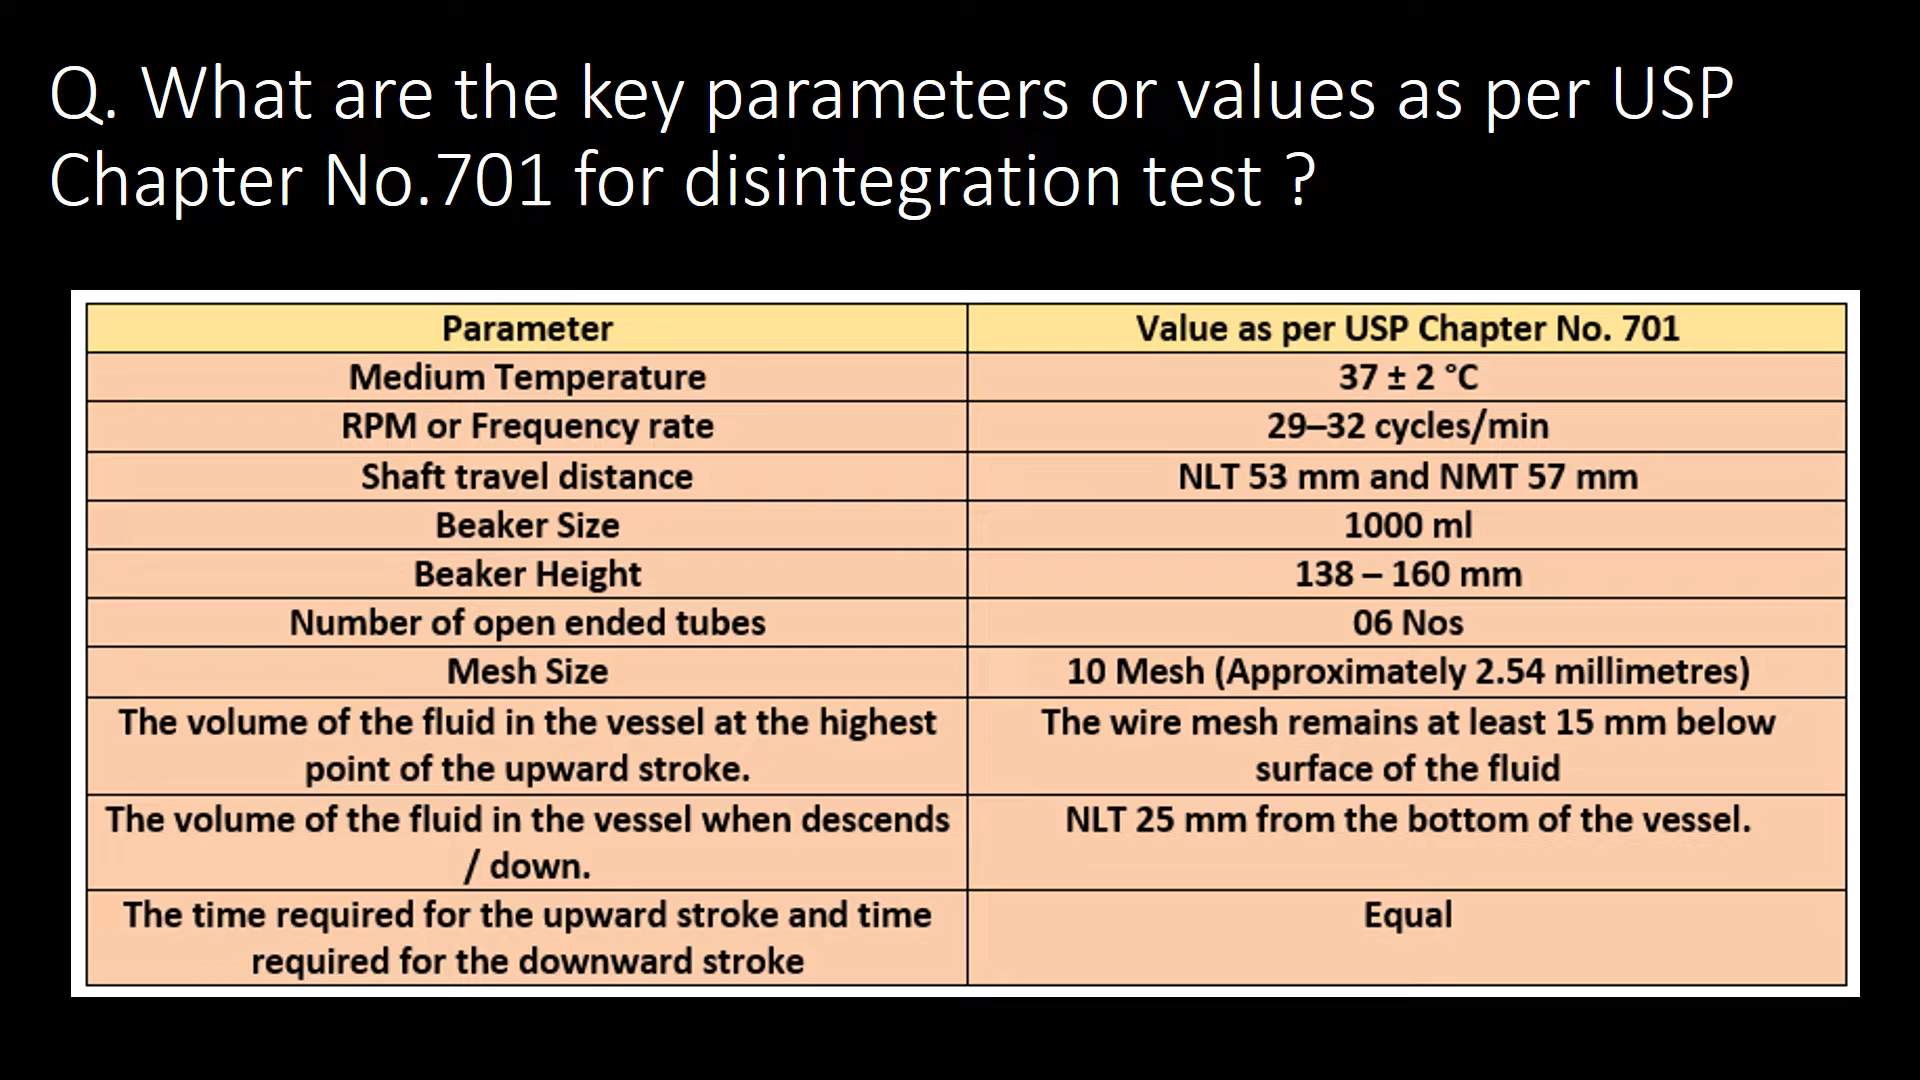 Q. What are the key parameters or values as per USP
Chapter No.701 for disintegration test ?
Parameter
Value as per USP Chapter No. 701
Medium Temperature
37 ± 2 °C
RPM or Frequency rate
29–32 cycles/min
Shaft travel distance
NLT 53 mm and NMT 57 mm
Beaker Size
1000 ml
Beaker Height
138 – 160 mm
Number of open ended tubes
06 Nos
Mesh Size
10 Mesh (Approximately 2.54 millimetres)
The volume of the fluid in the vessel at the highest
point of the upward stroke.
The wire mesh remains at least 15 mm below
surface of the fluid
The volume of the fluid in the vessel when descends
/ down.
NLT 25 mm from the bottom of the vessel.
The time required for the upward stroke and time
required for the downward stroke
Equal